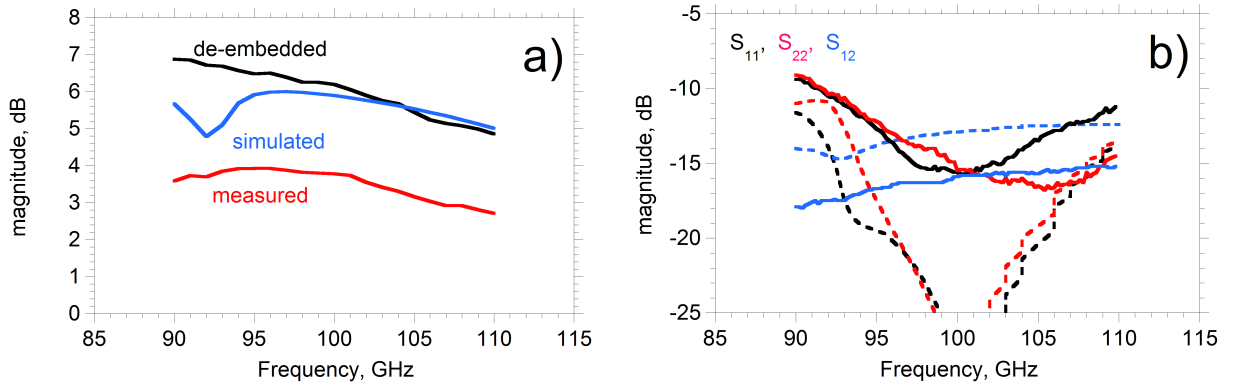 8
7
6
5
4
3
2
1
0
85 90 95 100 105 110 115
magnitude, dB
Frequency, GHz
de-embedded
simulated
measured
a)
-5
-10
-15
-20
-25
85 90 95 100 105 110 115
magnitude, dB
Frequency, GHz
S11, S22, S12
b)